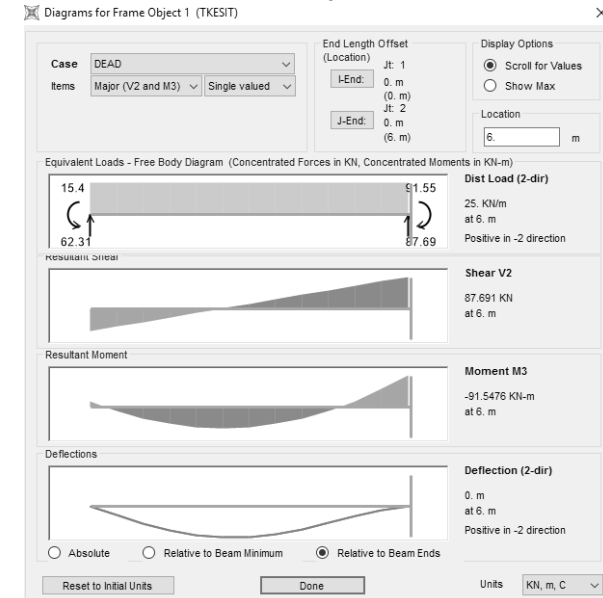 Diagrams for Frame Object 1 (TKESIT)
Case DEAD
Items Major (V2 and M3) Single valued
End Length Offset
(Location)
Jt: 1
I-End: 0. m
(0. m)
Jt: 2
J-End: 0. m
(6. m)
Display Options
Scroll for Values
Show Max
Location
6. m
Equivalent Loads - Free Body Diagram (Concentrated Forces in KN, Concentrated Moments in KN-m)
15.4 91.55
62.31 87.69
Dist Load (2-dir)
25. KN/m
at 6. m
Positive in -2 direction
Resultant Shear
Shear V2
87.691 KN
at 6. m
Resultant Moment
Moment M3
-91.5476 KN-m
at 6. m
Deflections
Deflection (2-dir)
0. m
at 6. m
Positive in -2 direction
Absolute Relative to Beam Minimum Relative to Beam Ends
Reset to Initial Units Done Units KN, m, C